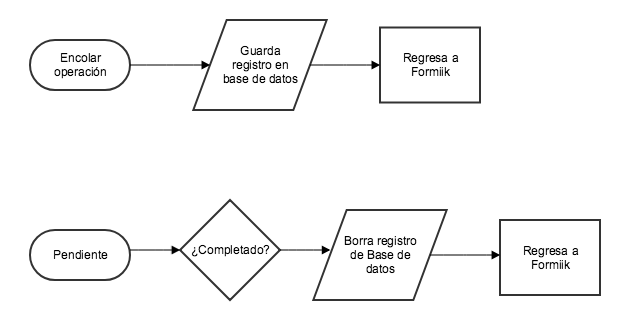 Encolar
operación
Guarda
registro en
base de datos
Regresa a
Formiik
Pendiente
¿Completado?
Borra registro
de Base de
datos
Regresa a
Formiik